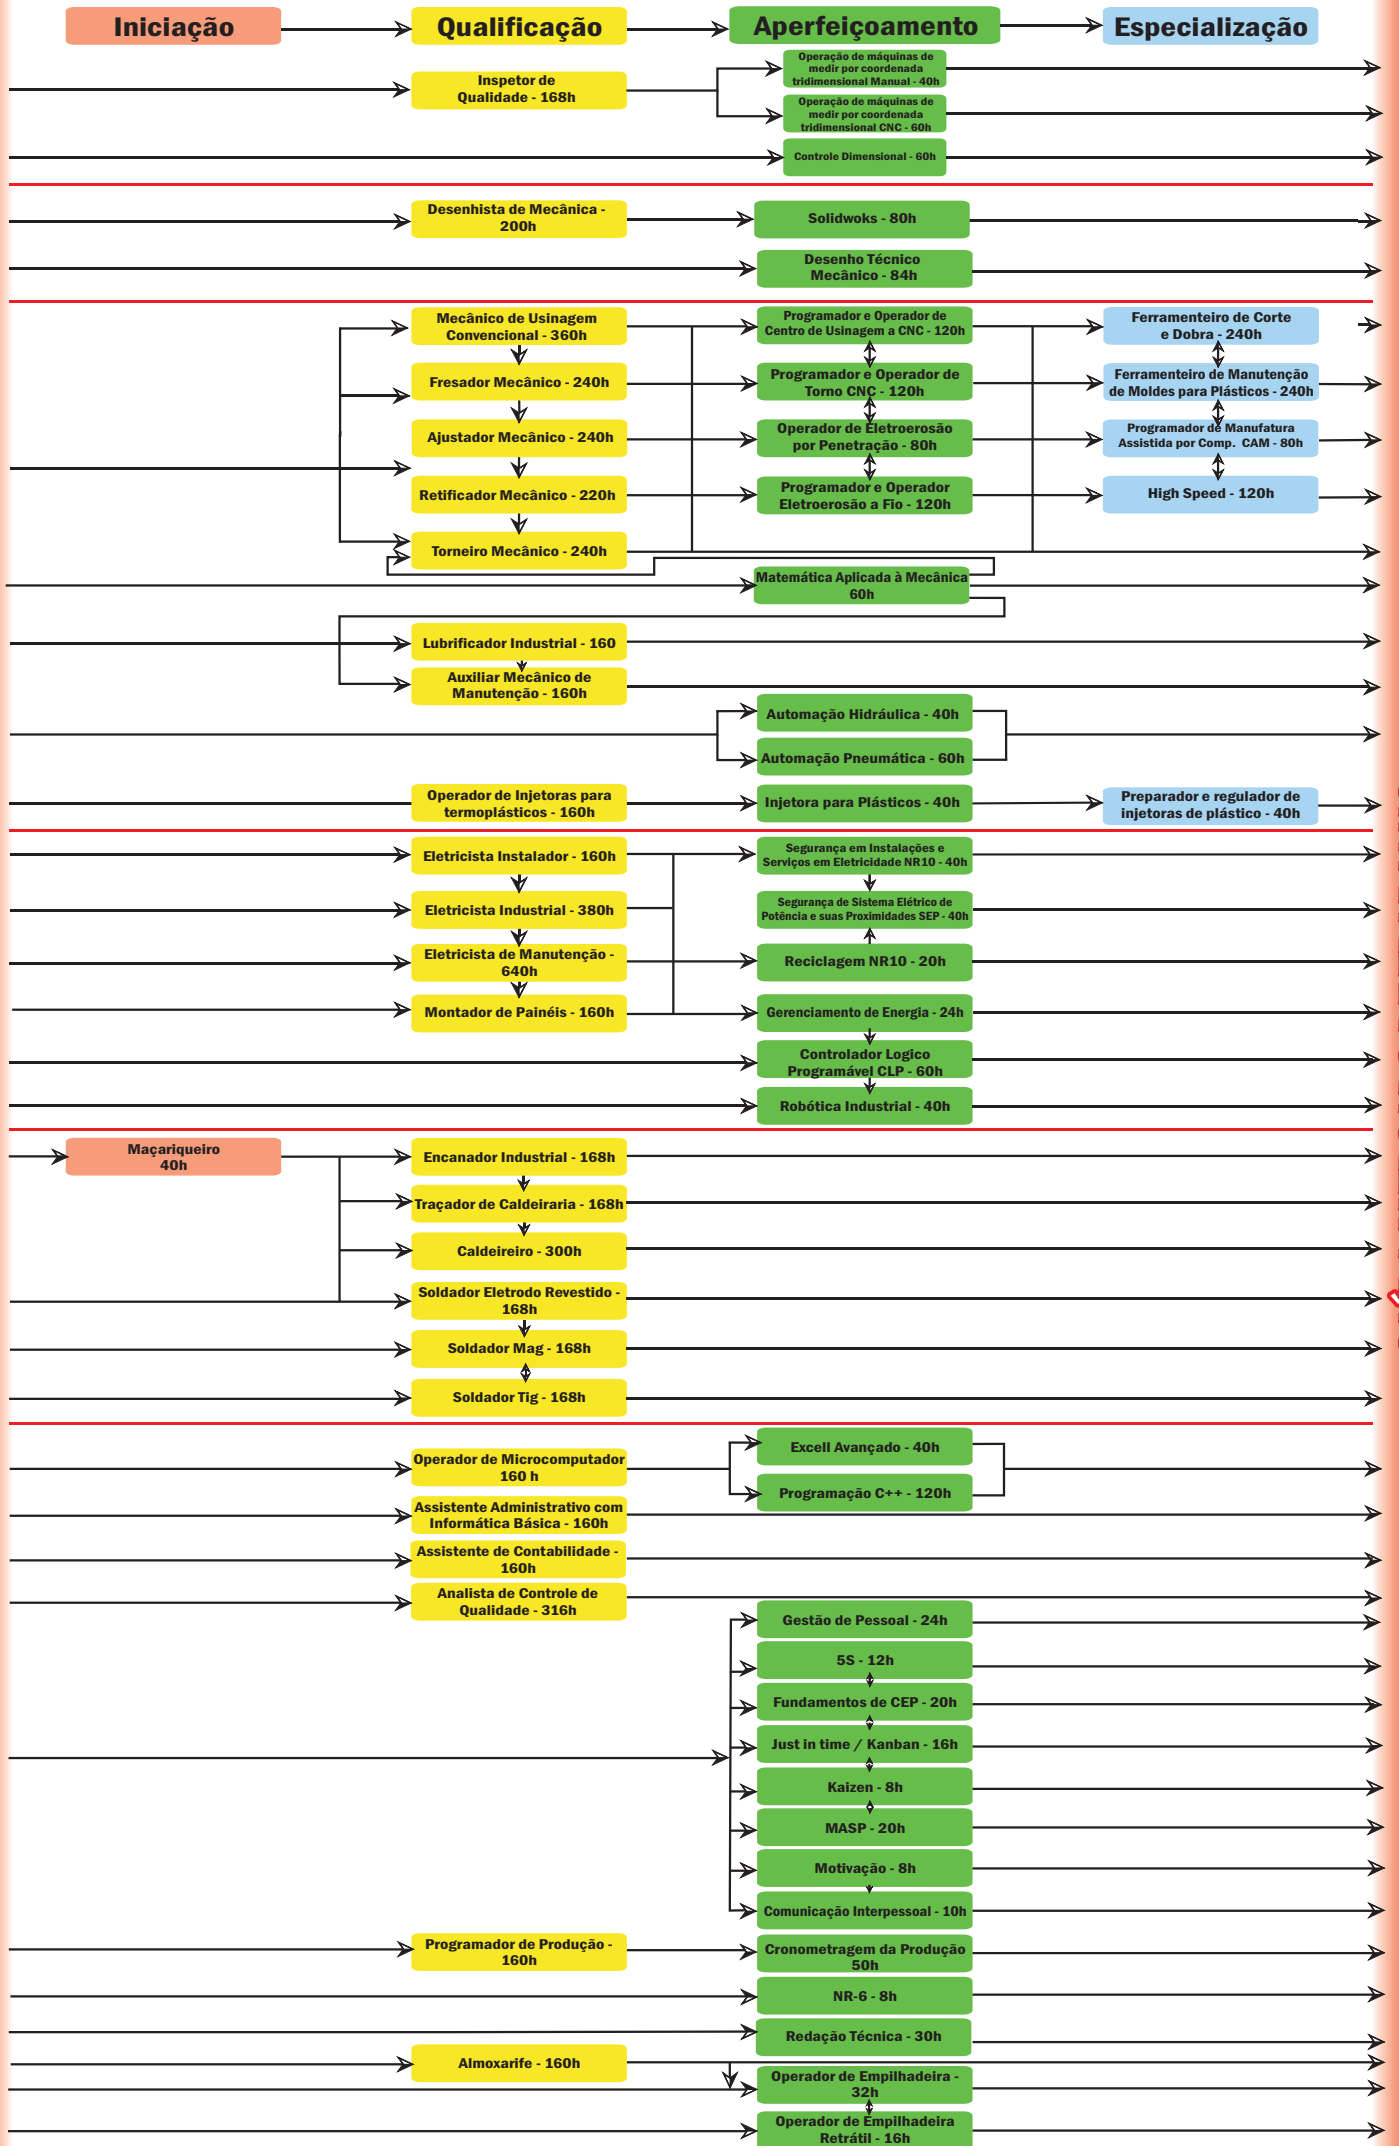 Iniciação
Qualificação
Aperfeiçoamento
Especialização
Inspetor de
Qualidade - 168h
Operação de máquinas de
medir por coordenada
tridimensional Manual - 40h
Operação de máquinas de
medir por coordenada
tridimensional CNC - 60h
Controle Dimensional - 60h
Desenhista de Mecânica -
200h
Solidwoks - 80h
Desenho Técnico
Mecânico - 84h
Mecânico de Usinagem
Convencional - 360h
Programador e Operador de
Centro de Usinagem a CNC - 120h
Ferramenteiro de Corte
e Dobra - 240h
Fresador Mecânico - 240h
Programador e Operador de
Torno CNC - 120h
Ferramenteiro de Manutenção
de Moldes para Plásticos - 240h
Ajustador Mecânico - 240h
Operador de Eletroerosão
por Penetração - 80h
Programador de Manufatura
Assistida por Comp. CAM - 80h
Retificador Mecânico - 220h
Programador e Operador
Eletroerosão a Fio - 120h
High Speed - 120h
Torneiro Mecânico - 240h
Matemática Aplicada à Mecânica
60h
Lubrificador Industrial - 160
Auxiliar Mecânico de
Manutenção - 160h
Automação Hidráulica - 40h
Automação Pneumática - 60h
Operador de Injetoras para
termoplásticos - 160h
Injetora para Plásticos - 40h
Preparador e regulador de
injetoras de plástico - 40h
Eletricista Instalador - 160h
Segurança em Instalações e
Serviços em Eletricidade NR10 - 40h
Eletricista Industrial - 380h
Segurança de Sistema Elétrico de
Potência e suas Proximidades SEP - 40h
Eletricista de Manutenção -
640h
Reciclagem NR10 - 20h
Montador de Painéis - 160h
Gerenciamento de Energia - 24h
Controlador Logico
Programável CLP - 60h
Robótica Industrial - 40h
Maçariqueiro
40h
Encanador Industrial - 168h
Traçador de Caldeiraria - 168h
Caldeireiro - 300h
Soldador Eletrodo Revestido -
168h
Soldador Mag - 168h
Soldador Tig - 168h
Excell Avançado - 40h
Operador de Microcomputador
160 h
Programação C++ - 120h
Assistente Administrativo com
Informática Básica - 160h
Assistente de Contabilidade -
160h
Analista de Controle de
Qualidade - 316h
Gestão de Pessoal - 24h
5S - 12h
Fundamentos de CEP - 20h
Just in time / Kanban - 16h
Kaizen - 8h
MASP - 20h
Motivação - 8h
Comunicação Interpessoal - 10h
Programador de Produção -
160h
Cronometragem da Produção
50h
NR-6 - 8h
Redação Técnica - 30h
Almoxarife - 160h
Operador de Empilhadeira -
32h
Operador de Empilhadeira
Retrátil - 16h